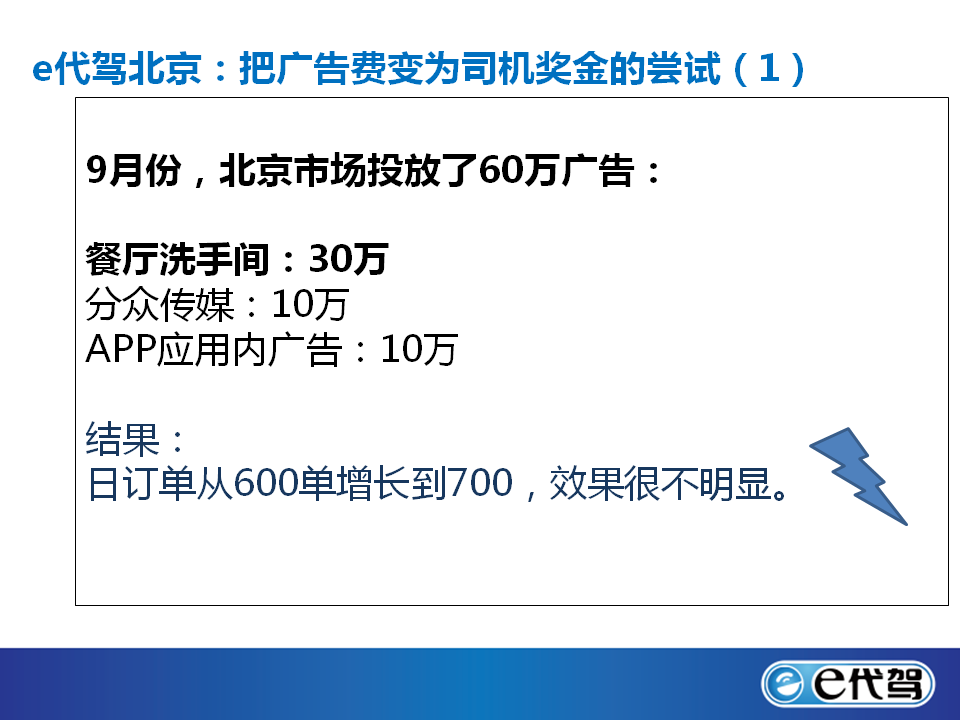 e代驾北京：把广告费变为司机奖金的尝试（1）
9月份，北京市场投放了60万广告：
餐厅洗手间：30万
分众传媒：10万
APP应用内广告：10万
结果：
日订单从600单增长到700，效果很不明显。
e代驾